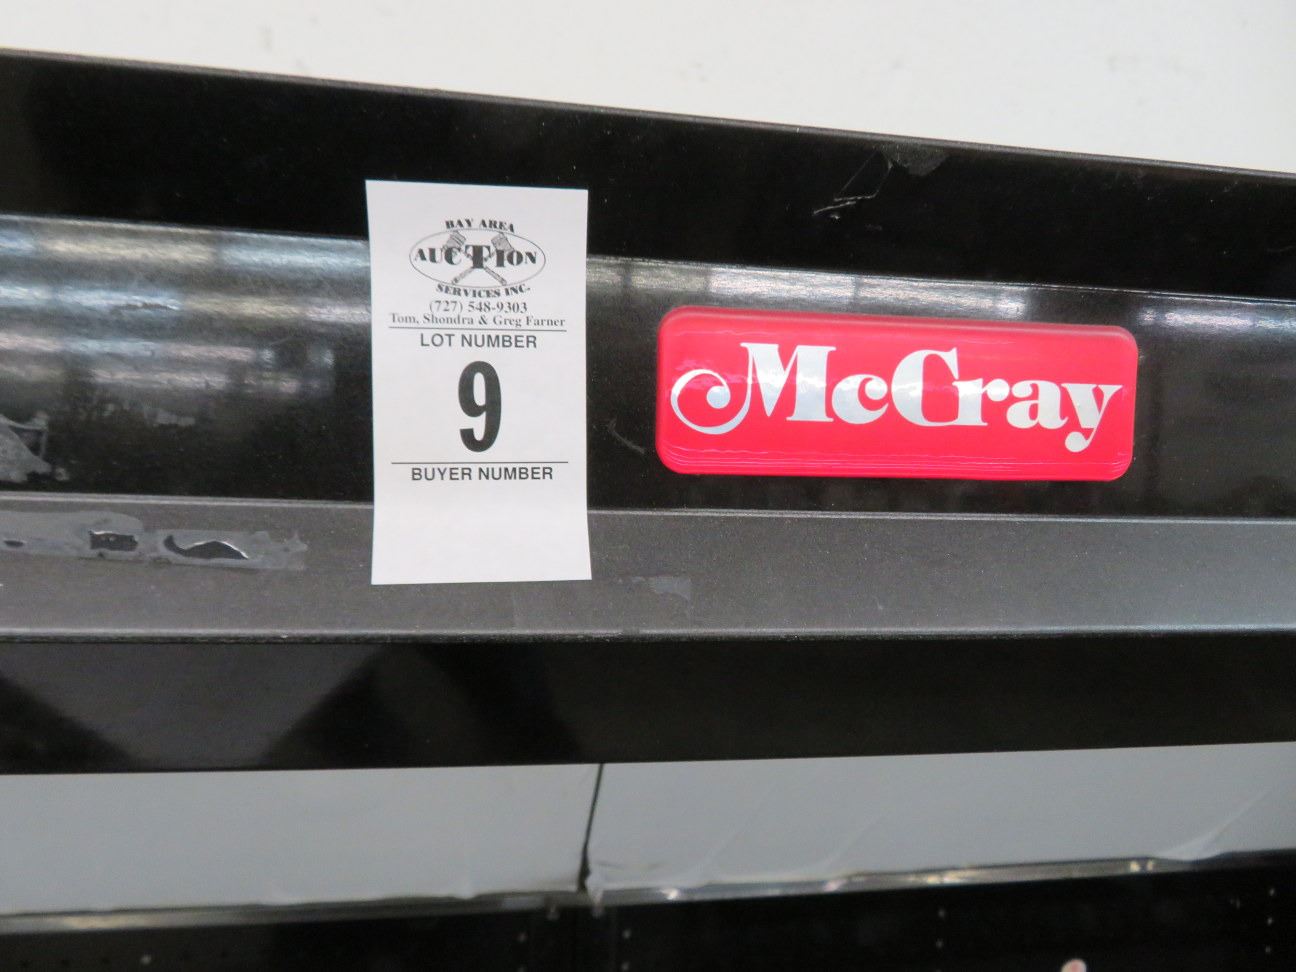 BAY AREA
AUCTION
SERVICES INC.
(727) 548-9303
Tom, Shondra & Greg Farner
LOT NUMBER
9
BUYER NUMBER
McCray